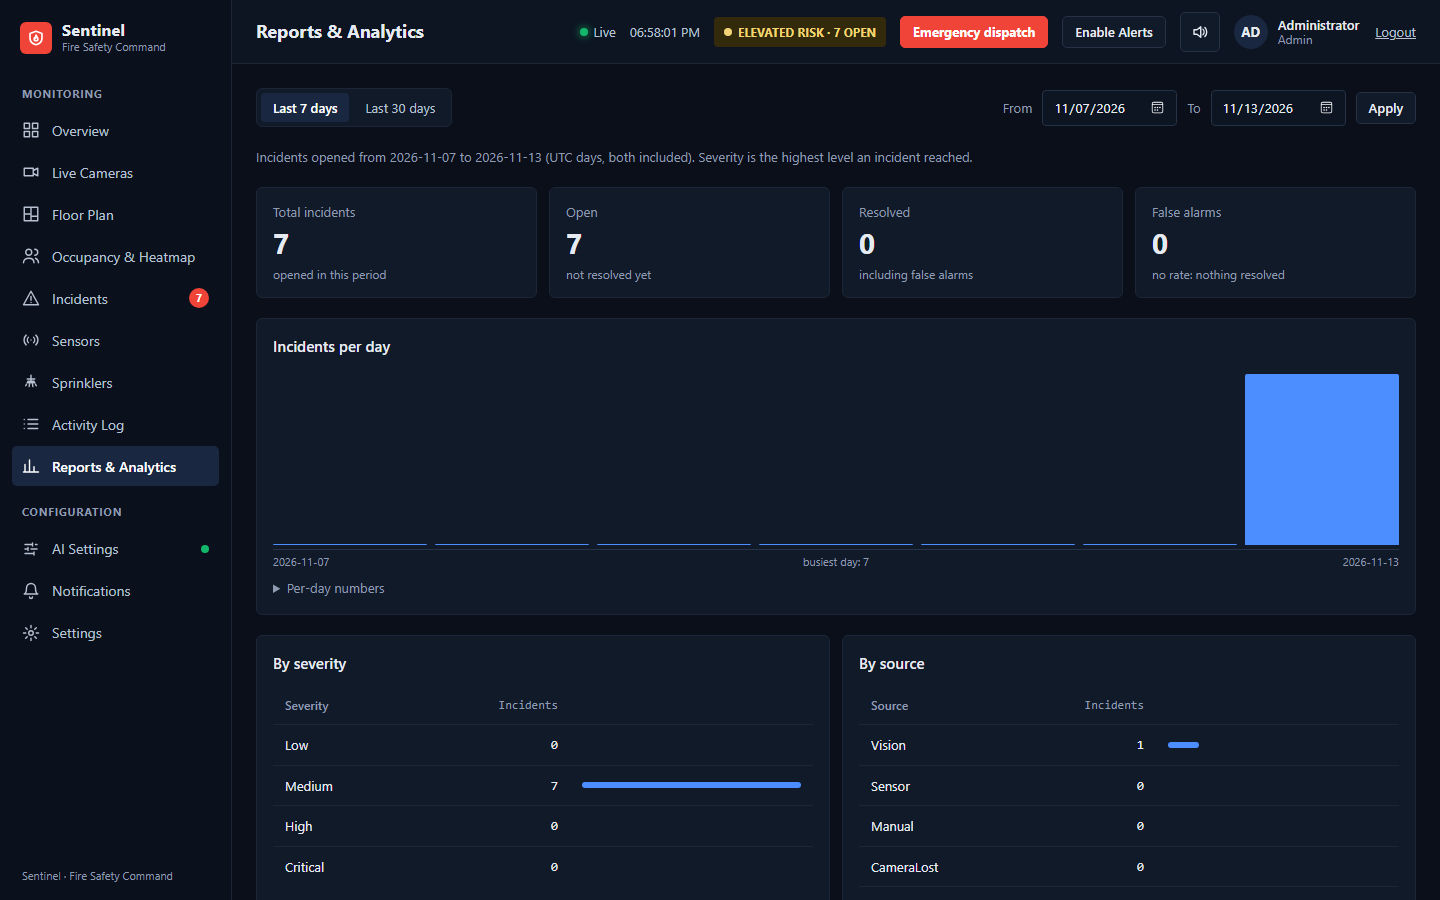 Sentinel
Fire Safety Command
MONITORING
Overview
Live Cameras
Floor Plan
Occupancy & Heatmap
Incidents 7
Sensors
Sprinklers
Activity Log
Reports & Analytics
CONFIGURATION
AI Settings
Notifications
Settings
Sentinel · Fire Safety Command
Reports & Analytics
Live 06:58:01 PM ELEVATED RISK · 7 OPEN Emergency dispatch Enable Alerts AD Administrator Logout
Admin
Last 7 days Last 30 days From 11/07/2026 To 11/13/2026 Apply
Incidents opened from 2026-11-07 to 2026-11-13 (UTC days, both included). Severity is the highest level an incident reached.
Total incidents
7
opened in this period
Open
7
not resolved yet
Resolved
0
including false alarms
False alarms
0
no rate: nothing resolved
Incidents per day
2026-11-07 busiest day: 7 2026-11-13
Per-day numbers
By severity
Severity Incidents
Low 0
Medium 7
High 0
Critical 0
By source
Source Incidents
Vision 1
Sensor 0
Manual 0
CameraLost 0